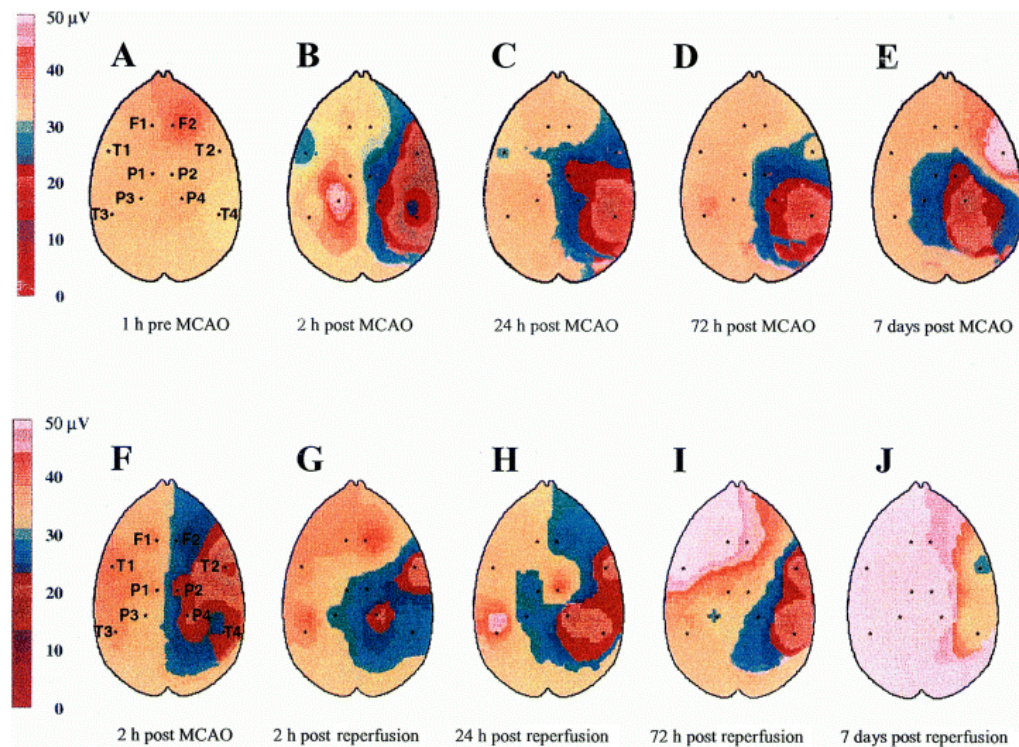 50 μV
40
30
20
10
0
A B C D E
F1 F2
T1 T2
P1 P2
P3 P4
T3 T4
1 h pre MCAO 2 h post MCAO 24 h post MCAO 72 h post MCAO 7 days post MCAO
50 μV
40
30
20
10
0
F G H I J
F1 F2
T1 T2
P1 P2
P3 P4
T3 T4
2 h post MCAO 2 h post reperfusion 24 h post reperfusion 72 h post reperfusion 7 days post reperfusion